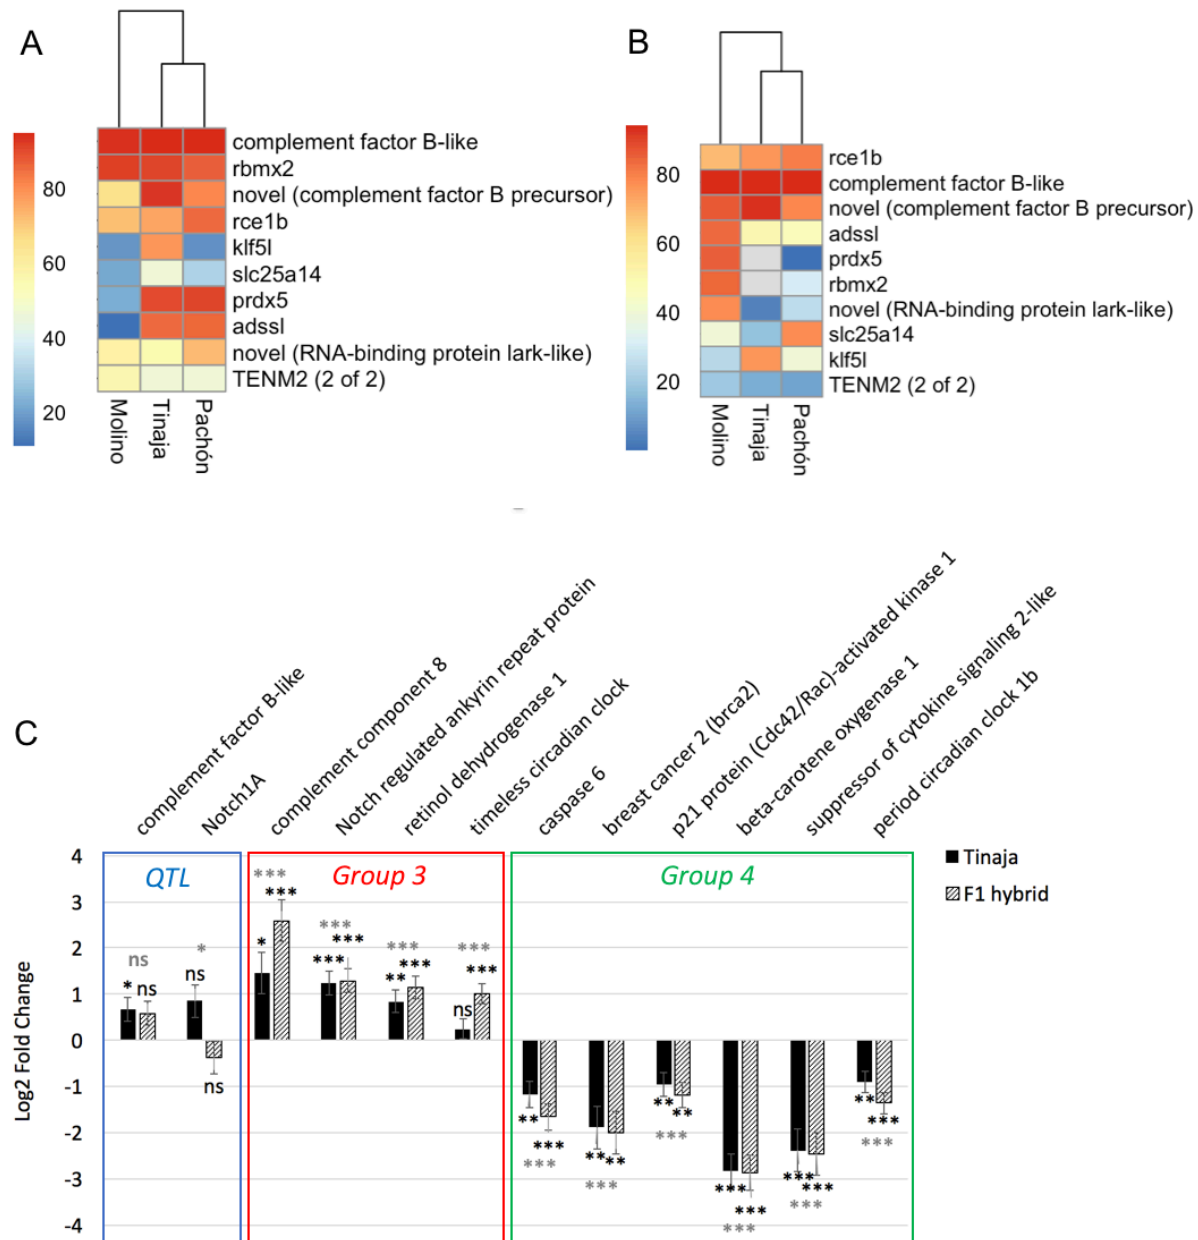 A
complement factor B-like
rbmx2
novel (complement factor B precursor)
rce1b
klf5l
slc25a14
prdx5
adssl
novel (RNA-binding protein lark-like)
TENM2 (2 of 2)
80
60
40
20
Molino
Tinaja
Pachón
B
rce1b
complement factor B-like
novel (complement factor B precursor)
adssl
prdx5
rbmx2
novel (RNA-binding protein lark-like)
slc25a14
klf5l
TENM2 (2 of 2)
80
60
40
20
Molino
Tinaja
Pachón
C
complement factor B-like
Notch1A
complement component 8
Notch regulated ankyrin repeat protein
retinol dehydrogenase 1
timeless circadian clock
caspase 6
breast cancer 2 (brca2)
p21 protein (Cdc42/Rac)-activated kinase 1
beta-carotene oxygenase 1
suppressor of cytokine signaling 2-like
period circadian clock 1b
QTL
Group 3
Group 4
Tinaja
F1 hybrid
Log2 Fold Change
4
3
2
1
0
-1
-2
-3
-4
ns
* ns
*
ns
ns
***
* ***
***
*** ***
***
** ***
***
ns ***
** ***
***
** **
***
** **
***
*** ***
***
*** ***
***
** ***
***